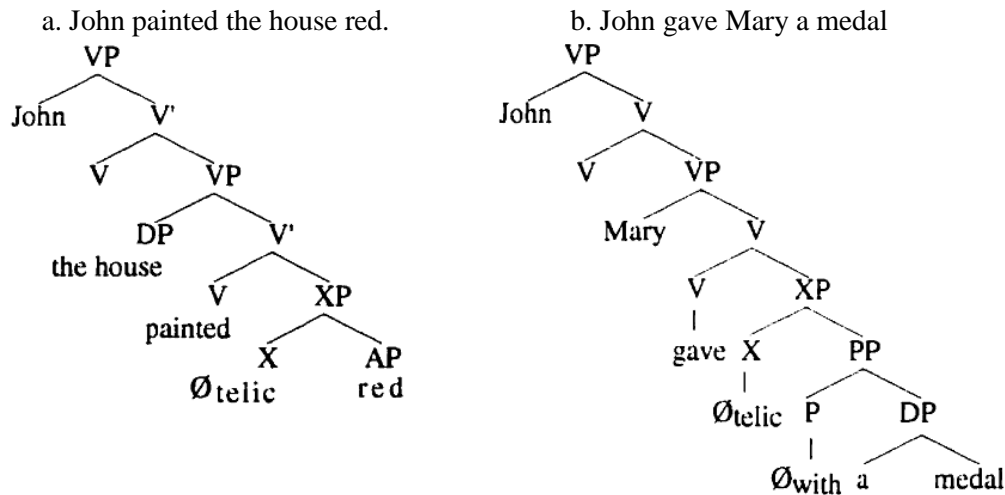 a. John painted the house red. b. John gave Mary a medal
VP VP
John V' John V
V VP V VP
DP V' Mary V
the house
V XP V XP
painted
X AP gave X PP
Øtelic red
Øtelic P DP
Øwith a medal